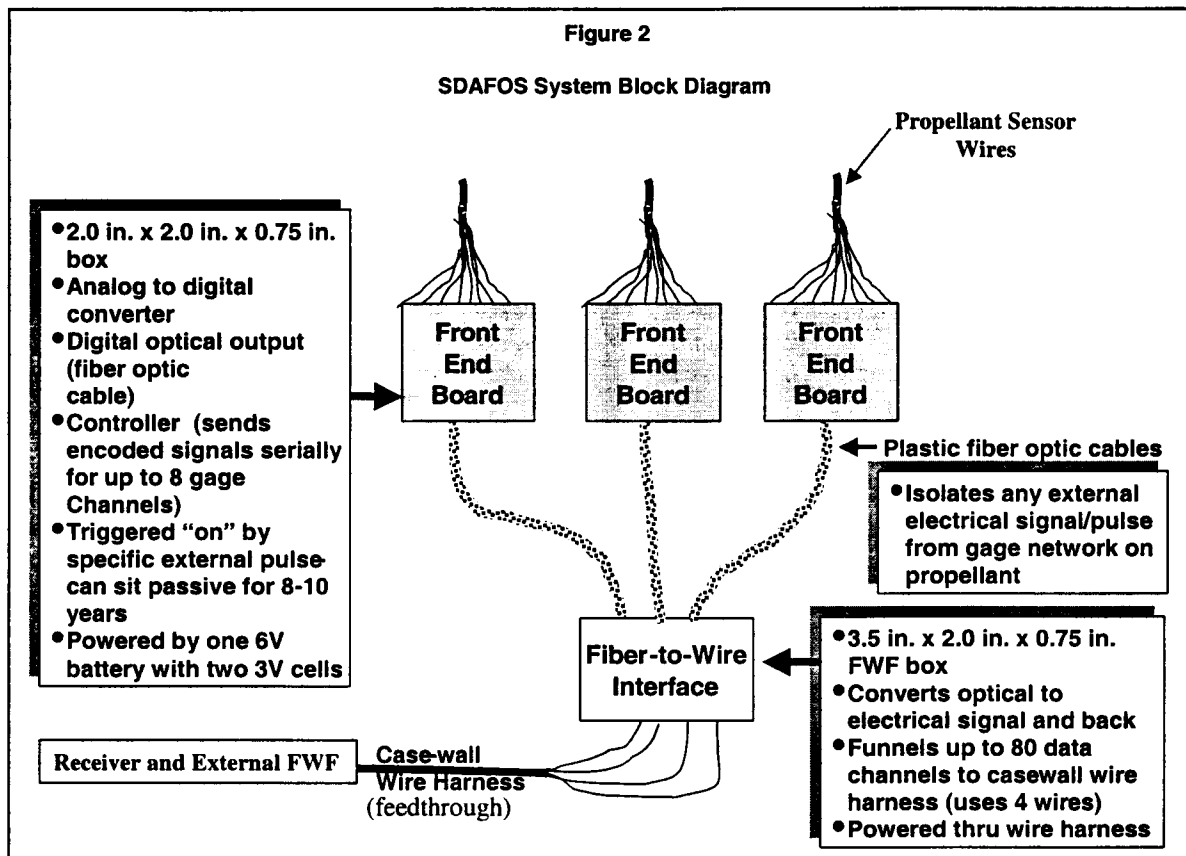 Figure 2
SDAFOS System Block Diagram
Propellant Sensor
Wires
•2.0 in. x 2.0 in. x 0.75 in.
box
•Analog to digital
converter
•Digital optical output
(fiber optic
cable)
•Controller (sends
encoded signals serially
for up to 8 gage
Channels)
•Triggered “on” by
specific external pulse-
can sit passive for 8-10
years
•Powered by one 6V
battery with two 3V cells
Front
End
Board
Front
End
Board
Front
End
Board
Plastic fiber optic cables
•Isolates any external
electrical signal/pulse
from gage network on
propellant
Fiber-to-Wire
Interface
•3.5 in. x 2.0 in. x 0.75 in.
FWF box
•Converts optical to
electrical signal and back
•Funnels up to 80 data
channels to casewall wire
harness (uses 4 wires)
•Powered thru wire harness
Receiver and External FWF
Case-wall
Wire Harness
(feedthrough)